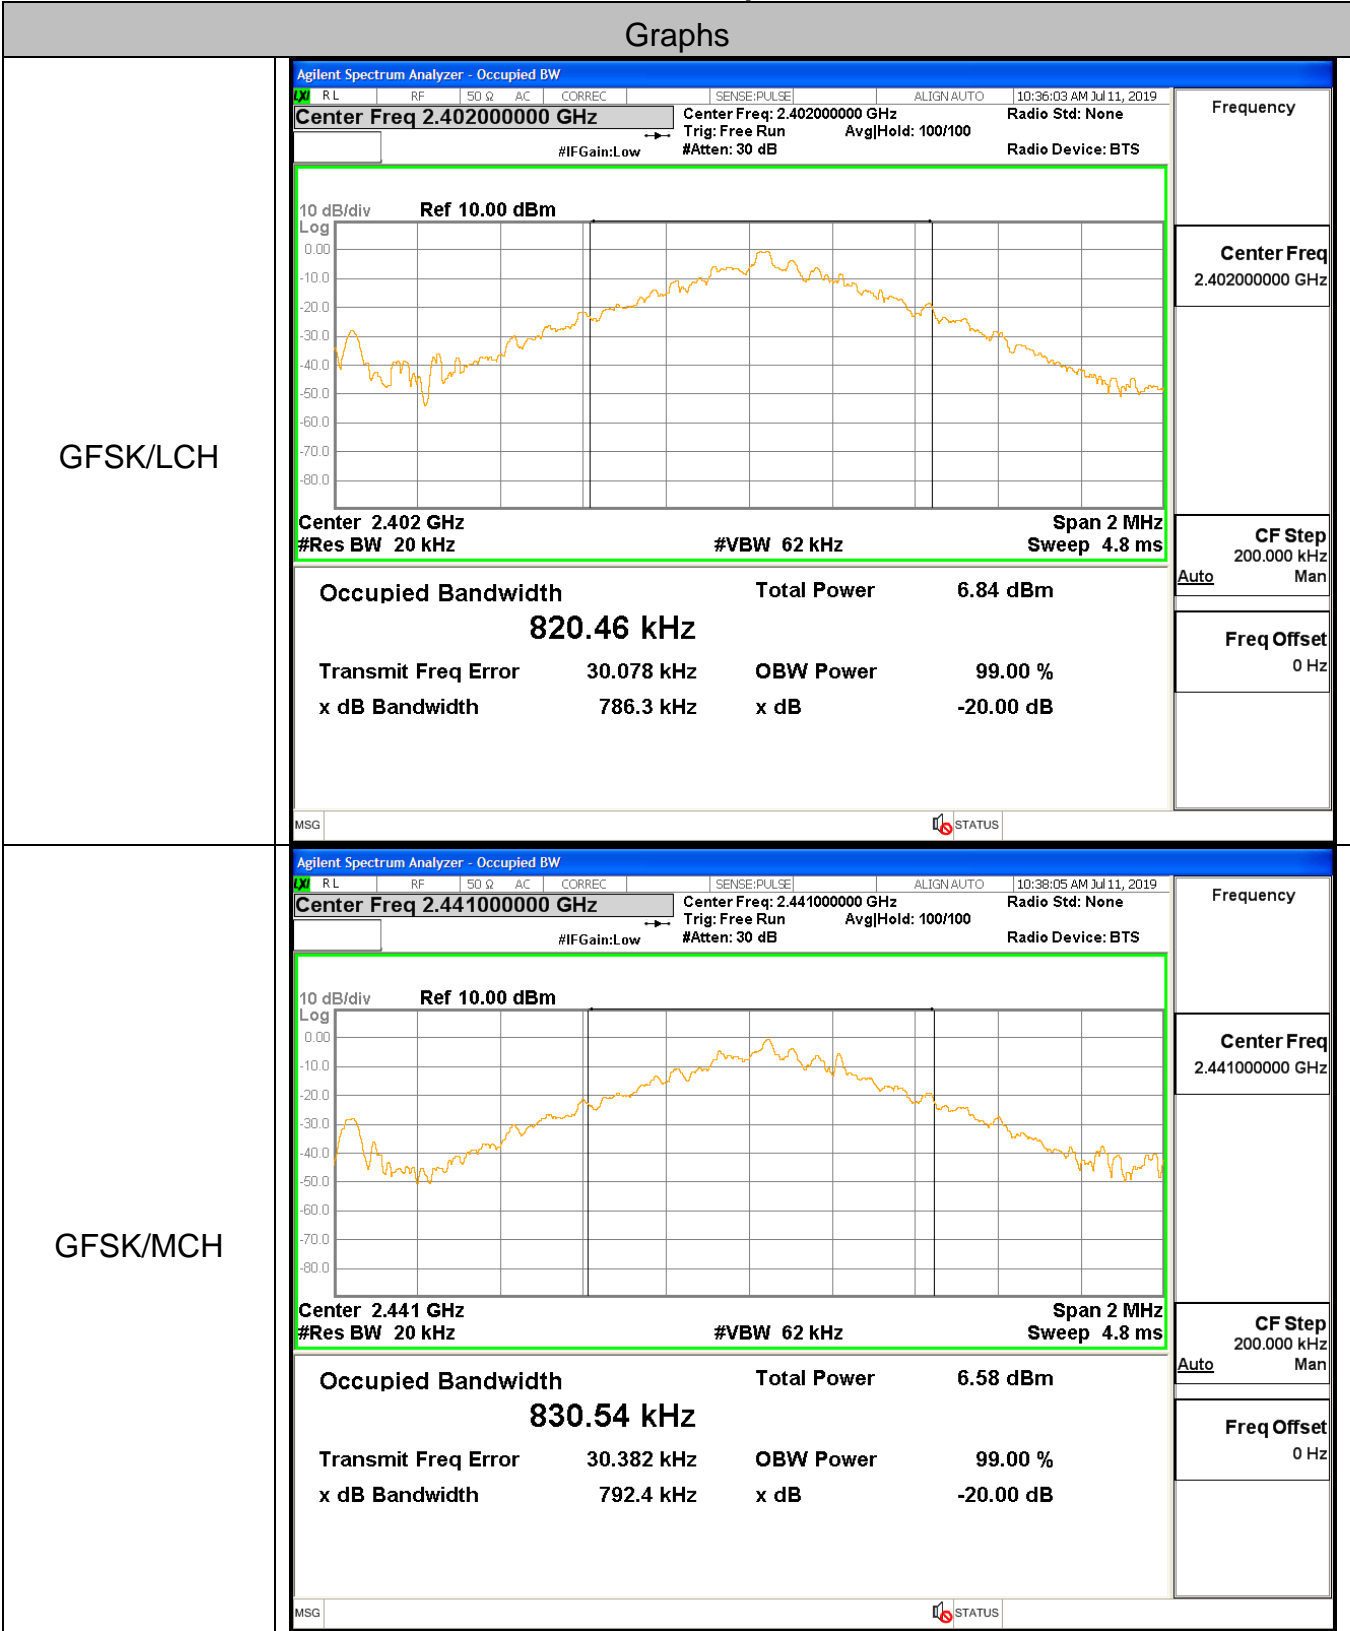 Graphs
GFSK/LCH
Agilent Spectrum Analyzer - Occupied BW
LXI RL RF 50 Ω AC CORREC SENSE:PULSE ALIGN AUTO 10:36:03 AM Jul 11, 2019
Center Freq 2.402000000 GHz
Center Freq: 2.402000000 GHz Radio Std: None
Trig: Free Run Avg|Hold: 100/100
#IFGain:Low #Atten: 30 dB Radio Device: BTS
10 dB/div Ref 10.00 dBm
Log
0.00
-10.0
-20.0
-30.0
-40.0
-50.0
-60.0
-70.0
-80.0
Center 2.402 GHz Span 2 MHz
#Res BW 20 kHz #VBW 62 kHz Sweep 4.8 ms
Occupied Bandwidth Total Power 6.84 dBm
820.46 kHz
Transmit Freq Error 30.078 kHz OBW Power 99.00 %
x dB Bandwidth 786.3 kHz x dB -20.00 dB
MSG STATUS
Frequency
Center Freq
2.402000000 GHz
CF Step
200.000 kHz
Auto Man
Freq Offset
0 Hz
GFSK/MCH
Agilent Spectrum Analyzer - Occupied BW
LXI RL RF 50 Ω AC CORREC SENSE:PULSE ALIGN AUTO 10:38:05 AM Jul 11, 2019
Center Freq 2.441000000 GHz
Center Freq: 2.441000000 GHz Radio Std: None
Trig: Free Run Avg|Hold: 100/100
#IFGain:Low #Atten: 30 dB Radio Device: BTS
10 dB/div Ref 10.00 dBm
Log
0.00
-10.0
-20.0
-30.0
-40.0
-50.0
-60.0
-70.0
-80.0
Center 2.441 GHz Span 2 MHz
#Res BW 20 kHz #VBW 62 kHz Sweep 4.8 ms
Occupied Bandwidth Total Power 6.58 dBm
830.54 kHz
Transmit Freq Error 30.382 kHz OBW Power 99.00 %
x dB Bandwidth 792.4 kHz x dB -20.00 dB
MSG STATUS
Frequency
Center Freq
2.441000000 GHz
CF Step
200.000 kHz
Auto Man
Freq Offset
0 Hz